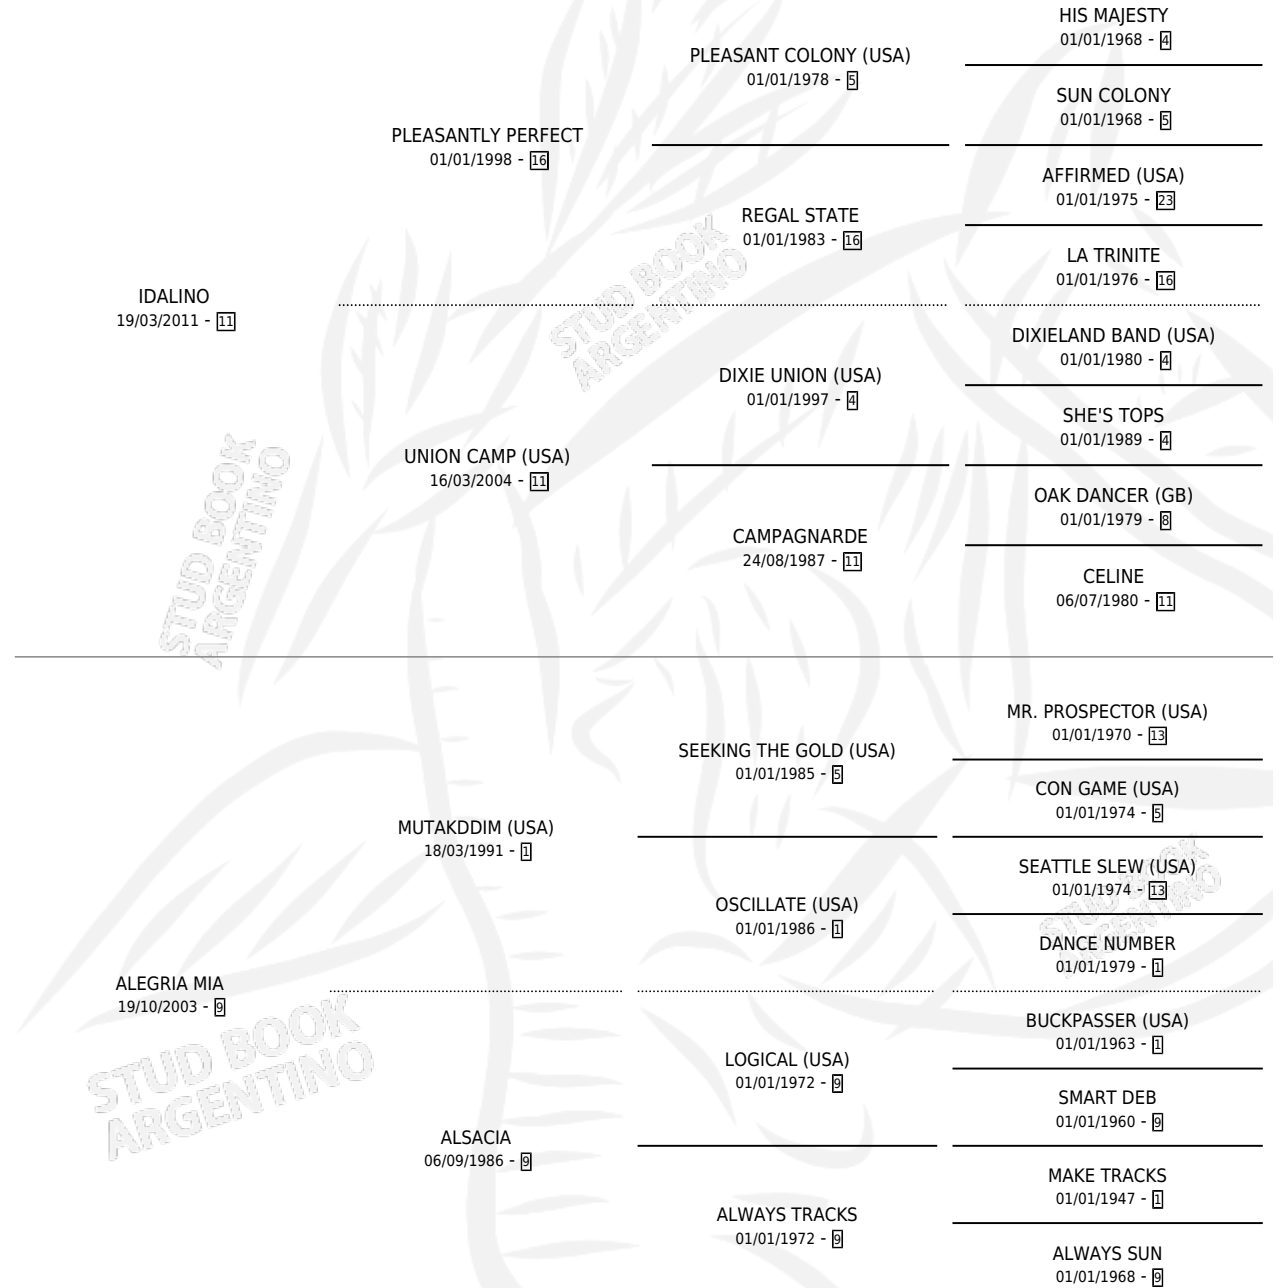 HIS MAJESTY
01/01/1968 - 4
PLEASANT COLONY (USA)
01/01/1978 - 5
SUN COLONY
01/01/1968 - 5
PLEASANTLY PERFECT
01/01/1998 - 16
AFFIRMED (USA)
01/01/1975 - 23
REGAL STATE
01/01/1983 - 16
LA TRINITE
01/01/1976 - 16
IDALINO
19/03/2011 - 11
STUD BOOK
ARGENTINO
DIXIELAND BAND (USA)
01/01/1980 - 4
DIXIE UNION (USA)
01/01/1997 - 4
SHE'S TOPS
01/01/1989 - 4
UNION CAMP (USA)
16/03/2004 - 11
OAK DANCER (GB)
01/01/1979 - 8
CAMPAGNARDE
24/08/1987 - 11
CELINE
06/07/1980 - 11
STUD BOOK
ARGENTINO
MR. PROSPECTOR (USA)
01/01/1970 - 13
SEEKING THE GOLD (USA)
01/01/1985 - 5
CON GAME (USA)
01/01/1974 - 5
MUTAKDDIM (USA)
18/03/1991 - 1
SEATTLE SLEW (USA)
01/01/1974 - 13
OSCILLATE (USA)
01/01/1986 - 1
STUD BOOK
ARGENTINO
DANCE NUMBER
01/01/1979 - 1
ALEGRIA MIA
19/10/2003 - 9
STUD BOOK
ARGENTINO
BUCKPASSER (USA)
01/01/1963 - 1
LOGICAL (USA)
01/01/1972 - 9
SMART DEB
01/01/1960 - 9
ALSACIA
06/09/1986 - 9
MAKE TRACKS
01/01/1947 - 1
ALWAYS TRACKS
01/01/1972 - 9
ALWAYS SUN
01/01/1968 - 9